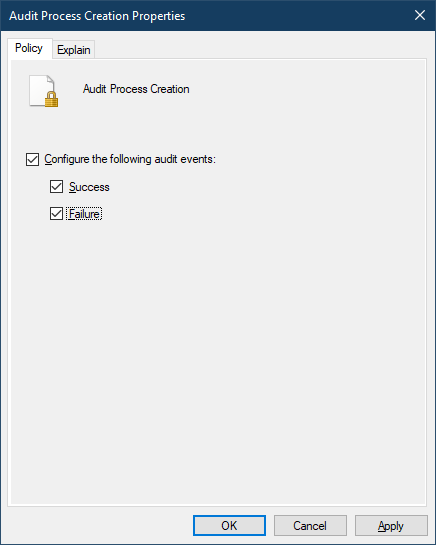 Audit Process Creation Properties
Policy
Explain
Audit Process Creation
Configure the following audit events:
Success
Failure
OK
Cancel
Apply